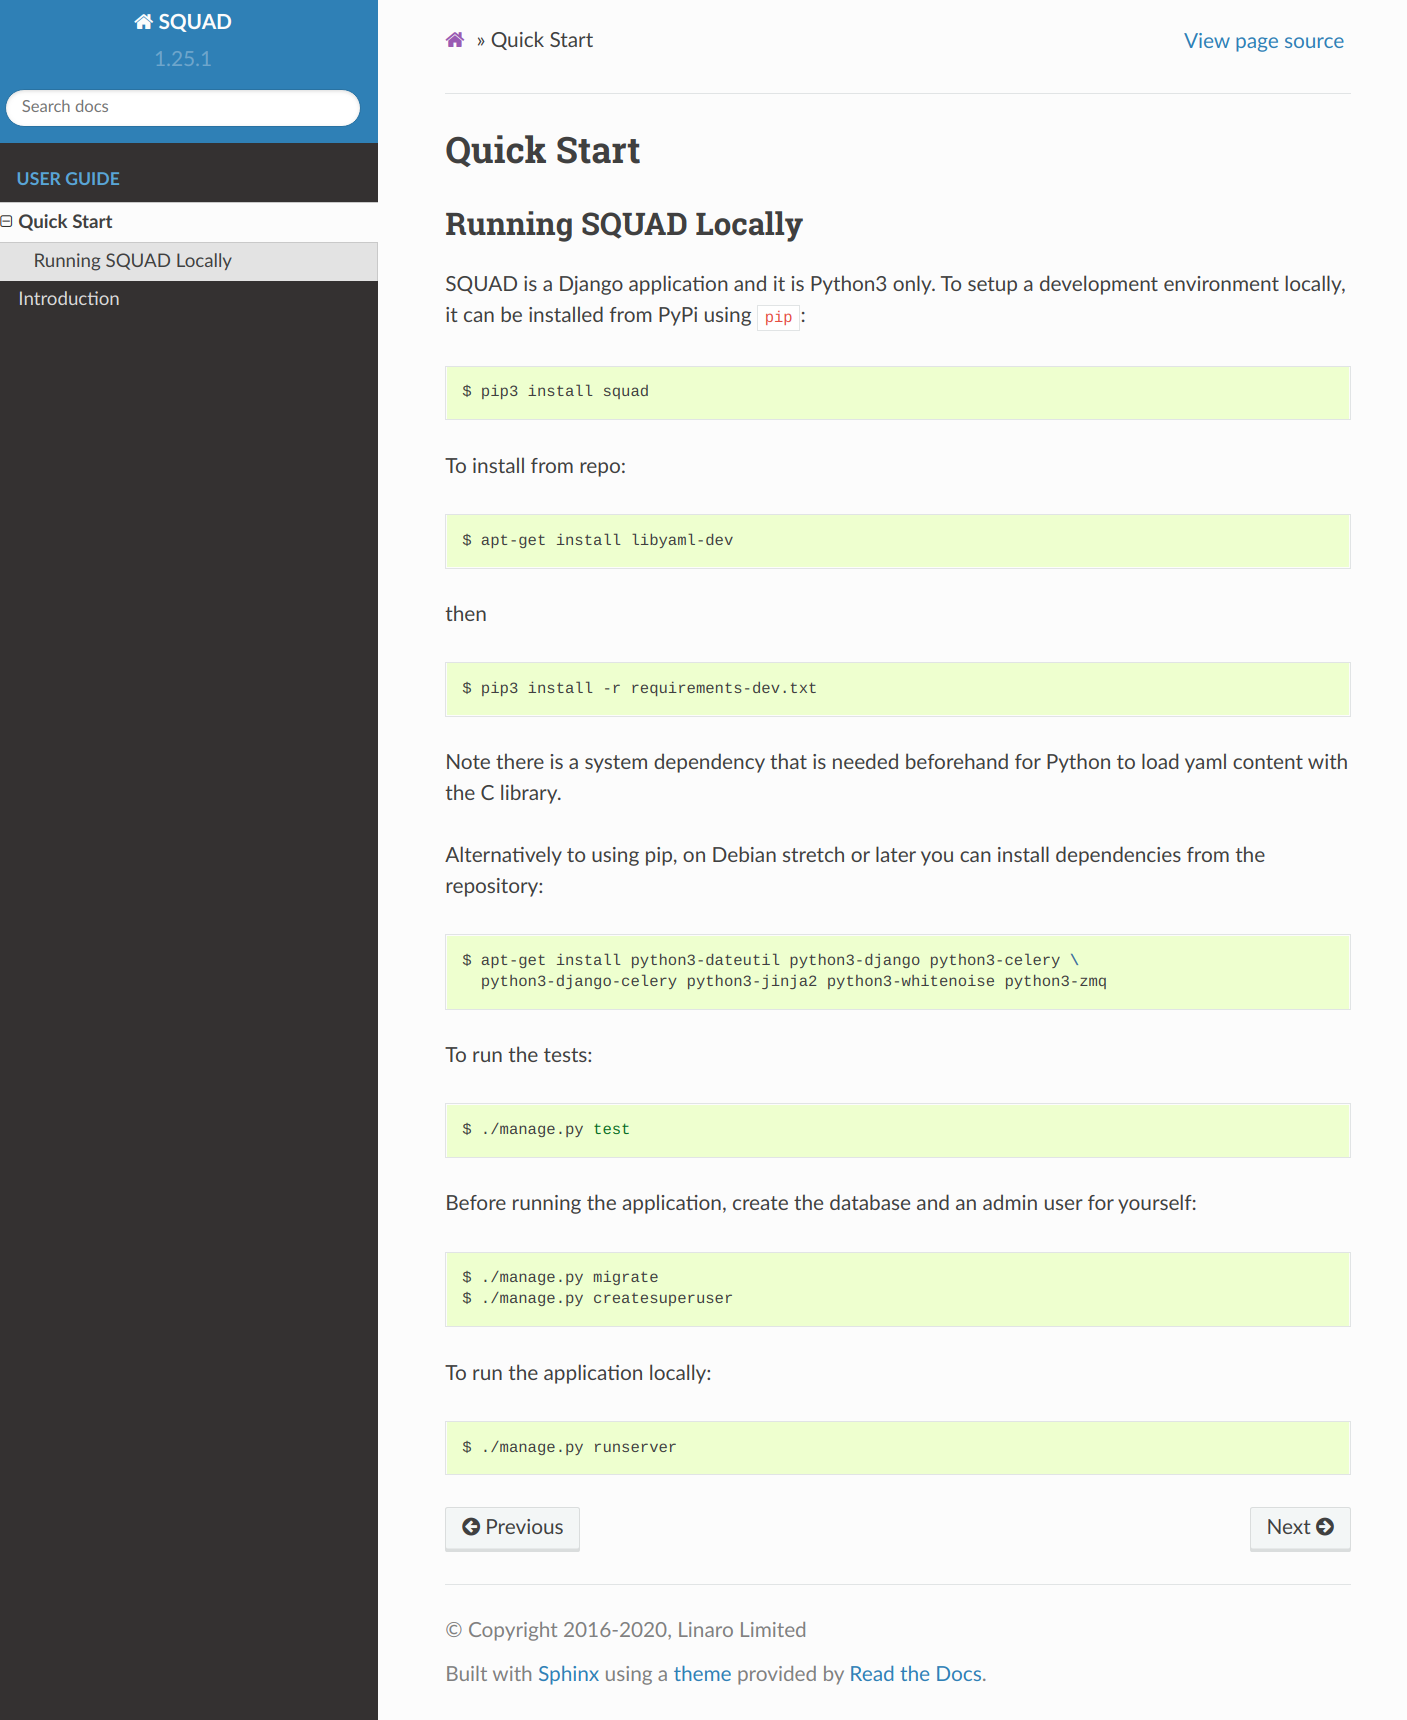 SQUAD
1.25.1
Search docs
USER GUIDE
Quick Start
Running SQUAD Locally
Introduction
» Quick Start
View page source
Quick Start
Running SQUAD Locally
SQUAD is a Django application and it is Python3 only. To setup a development environment locally,
it can be installed from PyPi using pip:
$ pip3 install squad
To install from repo:
$ apt-get install libyaml-dev
then
$ pip3 install -r requirements-dev.txt
Note there is a system dependency that is needed beforehand for Python to load yaml content with
the C library.
Alternatively to using pip, on Debian stretch or later you can install dependencies from the
repository:
$ apt-get install python3-dateutil python3-django python3-celery \
python3-django-celery python3-jinja2 python3-whitenoise python3-zmq
To run the tests:
$ ./manage.py test
Before running the application, create the database and an admin user for yourself:
$ ./manage.py migrate
$ ./manage.py createsuperuser
To run the application locally:
$ ./manage.py runserver
Previous
Next
© Copyright 2016-2020, Linaro Limited
Built with Sphinx using a theme provided by Read the Docs.